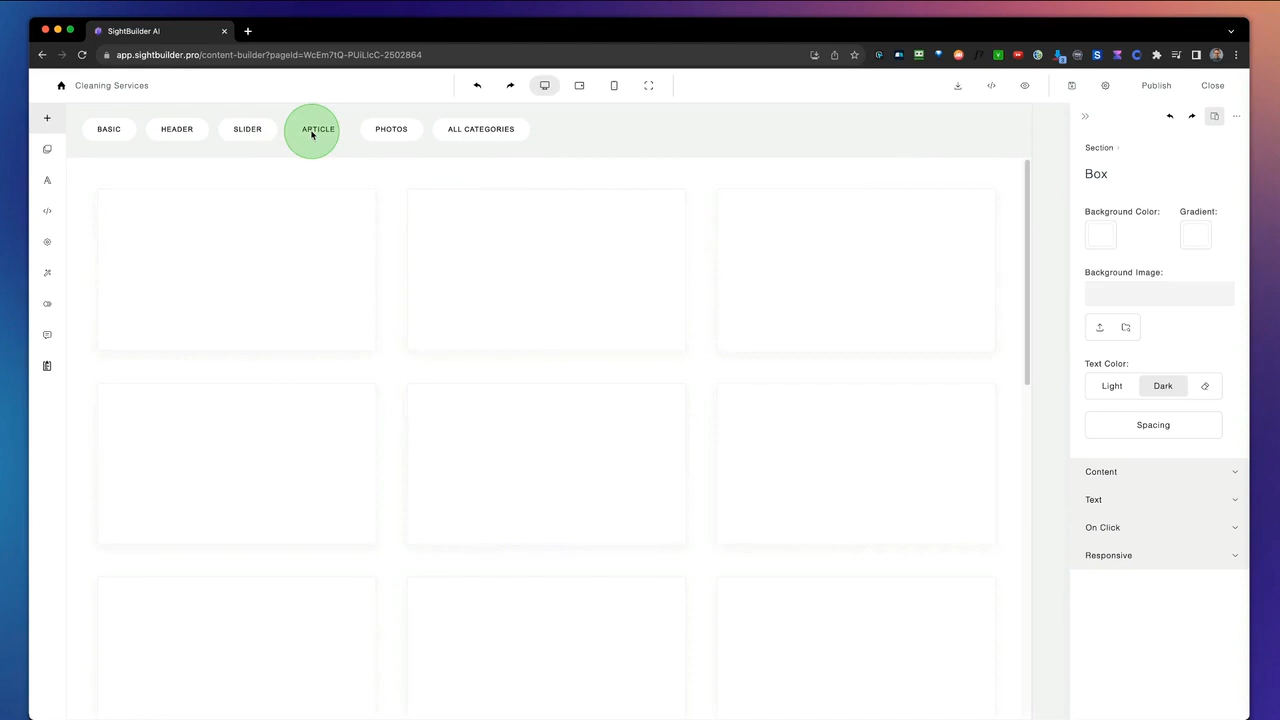 SightBuilder AI
app.sightbuilder.pro/content-builder?pageId=WcEm7tQ-PUiLIcC-2502864
Cleaning Services
Publish
Close
BASIC
HEADER
SLIDER
ARTICLE
PHOTOS
ALL CATEGORIES
Section
Box
Background Color:
Gradient:
Background Image:
Text Color:
Light
Dark
Spacing
Content
Text
On Click
Responsive